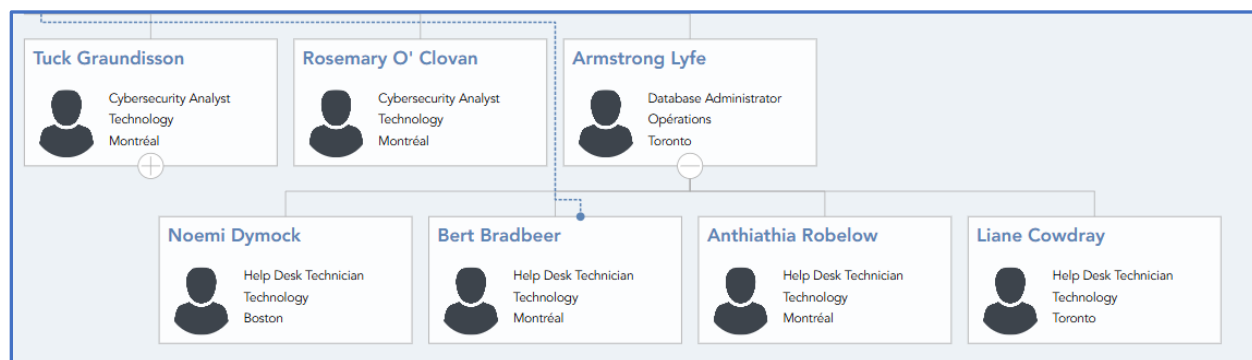 Tuck Graundisson
Cybersecurity Analyst
Technology
Montréal
Rosemary O' Clovan
Cybersecurity Analyst
Technology
Montréal
Armstrong Lyfe
Database Administrator
Opérations
Toronto
Noemi Dymock
Help Desk Technician
Technology
Boston
Bert Bradbeer
Help Desk Technician
Technology
Montréal
Anthiathia Robelow
Help Desk Technician
Technology
Montréal
Liane Cowdray
Help Desk Technician
Technology
Toronto